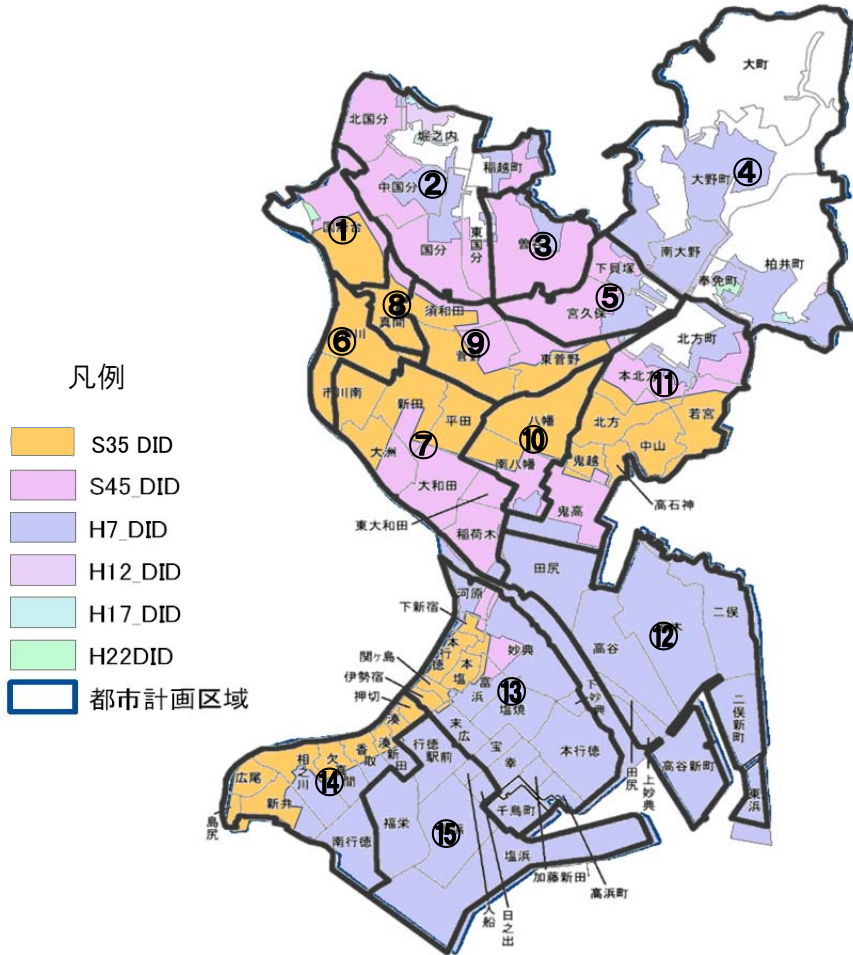 大町
北国分
堀之内
稲越町
中国分
②
大野町
④
①
国分
東国分
③
下貝塚
南大野
柏井町
奉免町
⑤
宮久保
⑧
真間
須和田
⑨
⑥
東菅野
北方町
⑪
市川南
新田
平田
八幡
北方
若宮
⑦
⑩
中山
大洲
南八幡
鬼越
高石神
大和田
鬼高
東大和田
稲荷木
田尻
河原
下新宿
二俣
⑫
高谷
関ヶ島
本行徳
本塩
妙典
伊勢宿
富浜
⑬
下妙典
押切
塩焼
二俣新町
湊
末広
香取
湊新田
行徳駅前
宝
幸
本行徳
相之川
欠真間
広尾
⑭
田尻
上妙典
高谷新町
東浜
新井
福栄
千鳥町
島尻
⑮
南行徳
塩浜
加藤新田
高浜町
入船
日之出
凡例
S35 DID
S45_DID
H7_DID
H12_DID
H17_DID
H22DID
都市計画区域